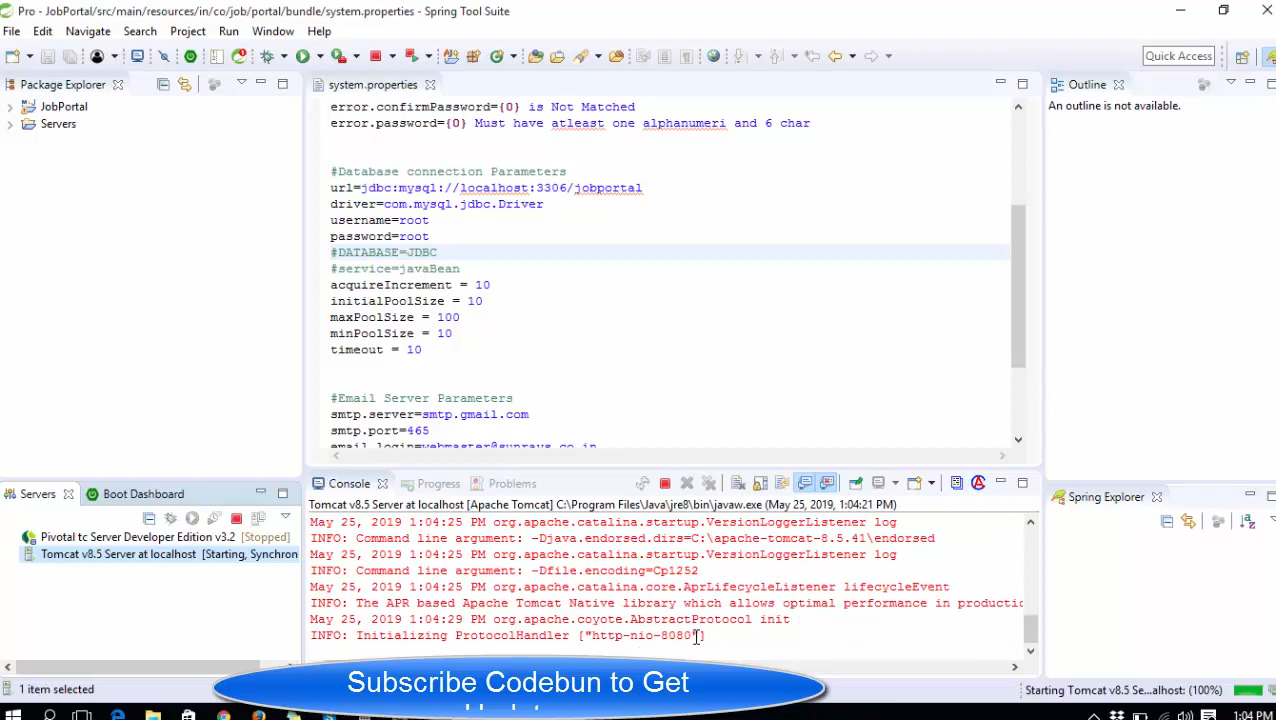 Pro - JobPortal/src/main/resources/in/co/job/portal/bundle/system.properties - Spring Tool Suite
File Edit Navigate Search Project Run Window Help
Quick Access
Package Explorer
system.properties
Outline
JobPortal
Servers
An outline is not available.
error.confirmPassword={0} is Not Matched
error.password={0} Must have atleast one alphanumeri and 6 char
#Database connection Parameters
url=jdbc:mysql://localhost:3306/jobportal
driver=com.mysql.jdbc.Driver
username=root
password=root
#DATABASE=JDBC
#service=javaBean
acquireIncrement = 10
initialPoolSize = 10
maxPoolSize = 100
minPoolSize = 10
timeout = 10
#Email Server Parameters
smtp.server=smtp.gmail.com
smtp.port=465
email.login=webmaster@sunrays.co.in
Servers Boot Dashboard
Console Progress Problems
Spring Explorer
Pivotal tc Server Developer Edition v3.2 [Stopped]
Tomcat v8.5 Server at localhost [Starting, Synchron
Tomcat v8.5 Server at localhost [Apache Tomcat] C:\Program Files\Java\jre8\bin\javaw.exe (May 25, 2019, 1:04:21 PM)
May 25, 2019 1:04:25 PM org.apache.catalina.startup.VersionLoggerListener log
INFO: Command line argument: -Djava.endorsed.dirs=C:\apache-tomcat-8.5.41\endorsed
May 25, 2019 1:04:25 PM org.apache.catalina.startup.VersionLoggerListener log
INFO: Command line argument: -Dfile.encoding=Cp1252
May 25, 2019 1:04:25 PM org.apache.catalina.core.AprLifecycleListener lifecycleEvent
INFO: The APR based Apache Tomcat Native library which allows optimal performance in productio
May 25, 2019 1:04:29 PM org.apache.coyote.AbstractProtocol init
INFO: Initializing ProtocolHandler ["http-nio-8080"]
Subscribe Codebun to Get
1 item selected
Starting Tomcat v8.5 Se...alhost: (100%)
1:04 PM